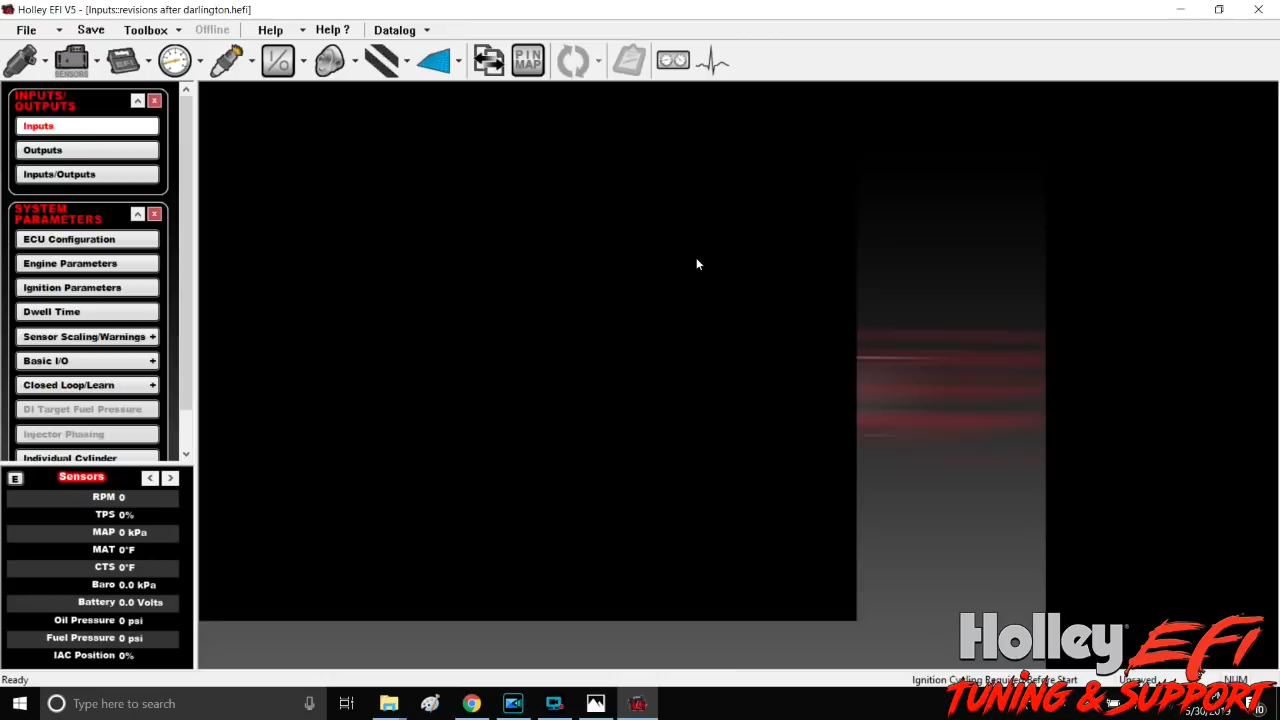 Holley EFI V5 - [Inputs::revisions after darlington.hefi]
File Save Toolbox Offline Help Help ? Datalog
SENSORS EFI I/O PIN MAP
INPUTS/
OUTPUTS
Inputs
Outputs
Inputs/Outputs
SYSTEM
PARAMETERS
ECU Configuration
Engine Parameters
Ignition Parameters
Dwell Time
Sensor Scaling/Warnings +
Basic I/O +
Closed Loop/Learn +
DI Target Fuel Pressure
Injector Phasing
Individual Cylinder
E Sensors < >
RPM 0
TPS 0%
MAP 0 kPa
MAT 0°F
CTS 0°F
Baro 0.0 kPa
Battery 0.0 Volts
Oil Pressure 0 psi
Fuel Pressure 0 psi
IAC Position 0%
Holley EFI
TUNING & SUPPORT
Ready Ignition Cycling Required Before Start Unsaved NUM
Type here to search